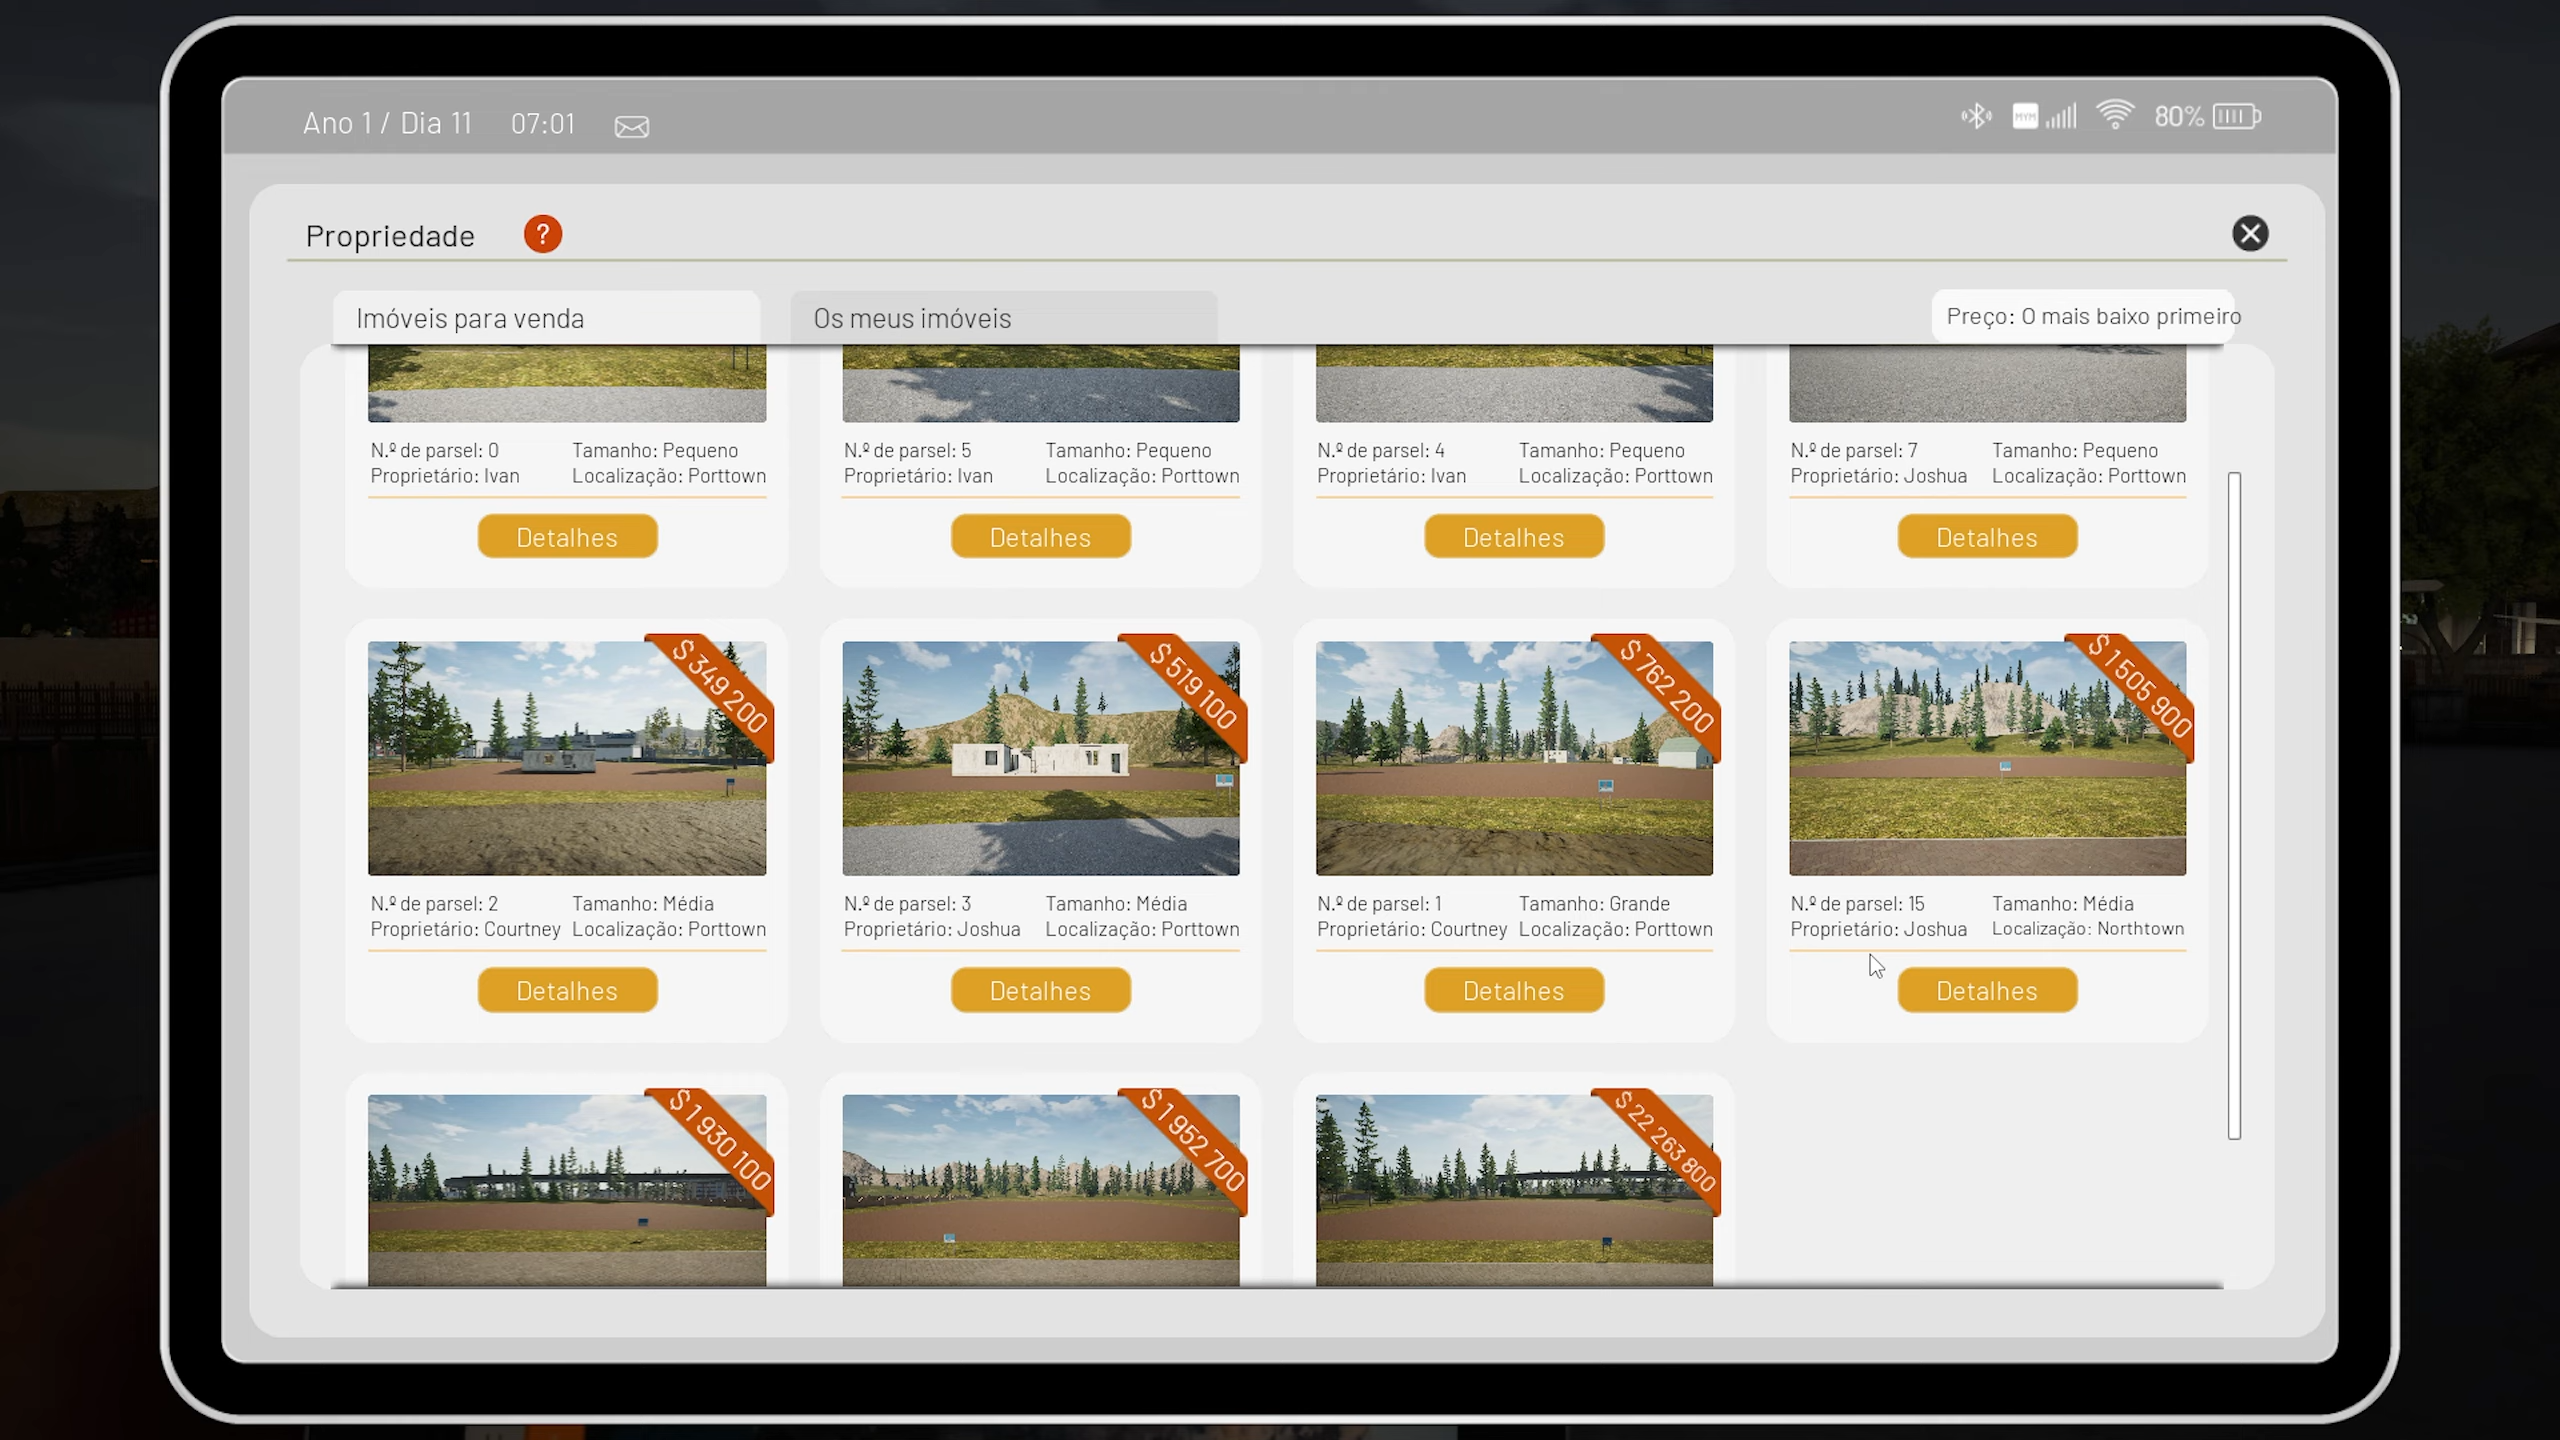 Ano 1 / Dia 11 07:01
MYM 80%
Propriedade ?
Imóveis para venda Os meus imóveis Preço: O mais baixo primeiro
N.º de parsel: 0 Tamanho: Pequeno
Proprietário: Ivan Localização: Porttown
Detalhes
N.º de parsel: 5 Tamanho: Pequeno
Proprietário: Ivan Localização: Porttown
Detalhes
N.º de parsel: 4 Tamanho: Pequeno
Proprietário: Ivan Localização: Porttown
Detalhes
N.º de parsel: 7 Tamanho: Pequeno
Proprietário: Joshua Localização: Porttown
Detalhes
$ 349 200
N.º de parsel: 2 Tamanho: Média
Proprietário: Courtney Localização: Porttown
Detalhes
$ 519 100
N.º de parsel: 3 Tamanho: Média
Proprietário: Joshua Localização: Porttown
Detalhes
$ 762 200
N.º de parsel: 1 Tamanho: Grande
Proprietário: Courtney Localização: Porttown
Detalhes
$ 1 505 900
N.º de parsel: 15 Tamanho: Média
Proprietário: Joshua Localização: Northtown
Detalhes
$ 1 930 100
$ 1 952 700
$ 22 263 800